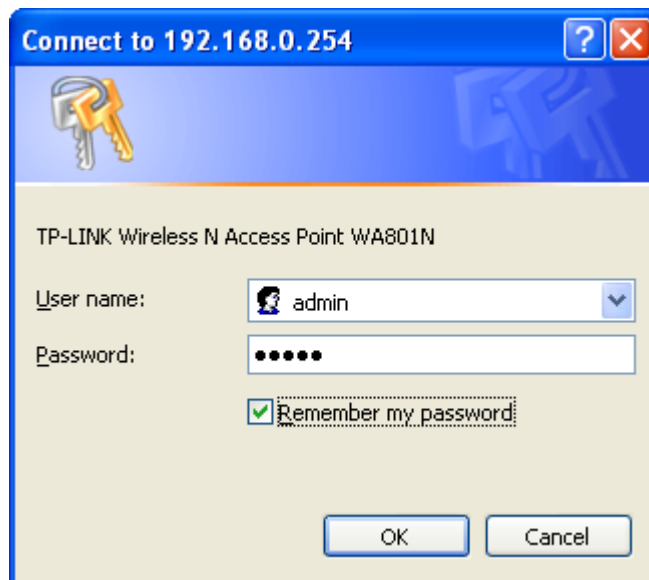 Connect to 192.168.0.254
TP-LINK Wireless N Access Point WA801N
User name: admin
Password: •••••
Remember my password
OK Cancel